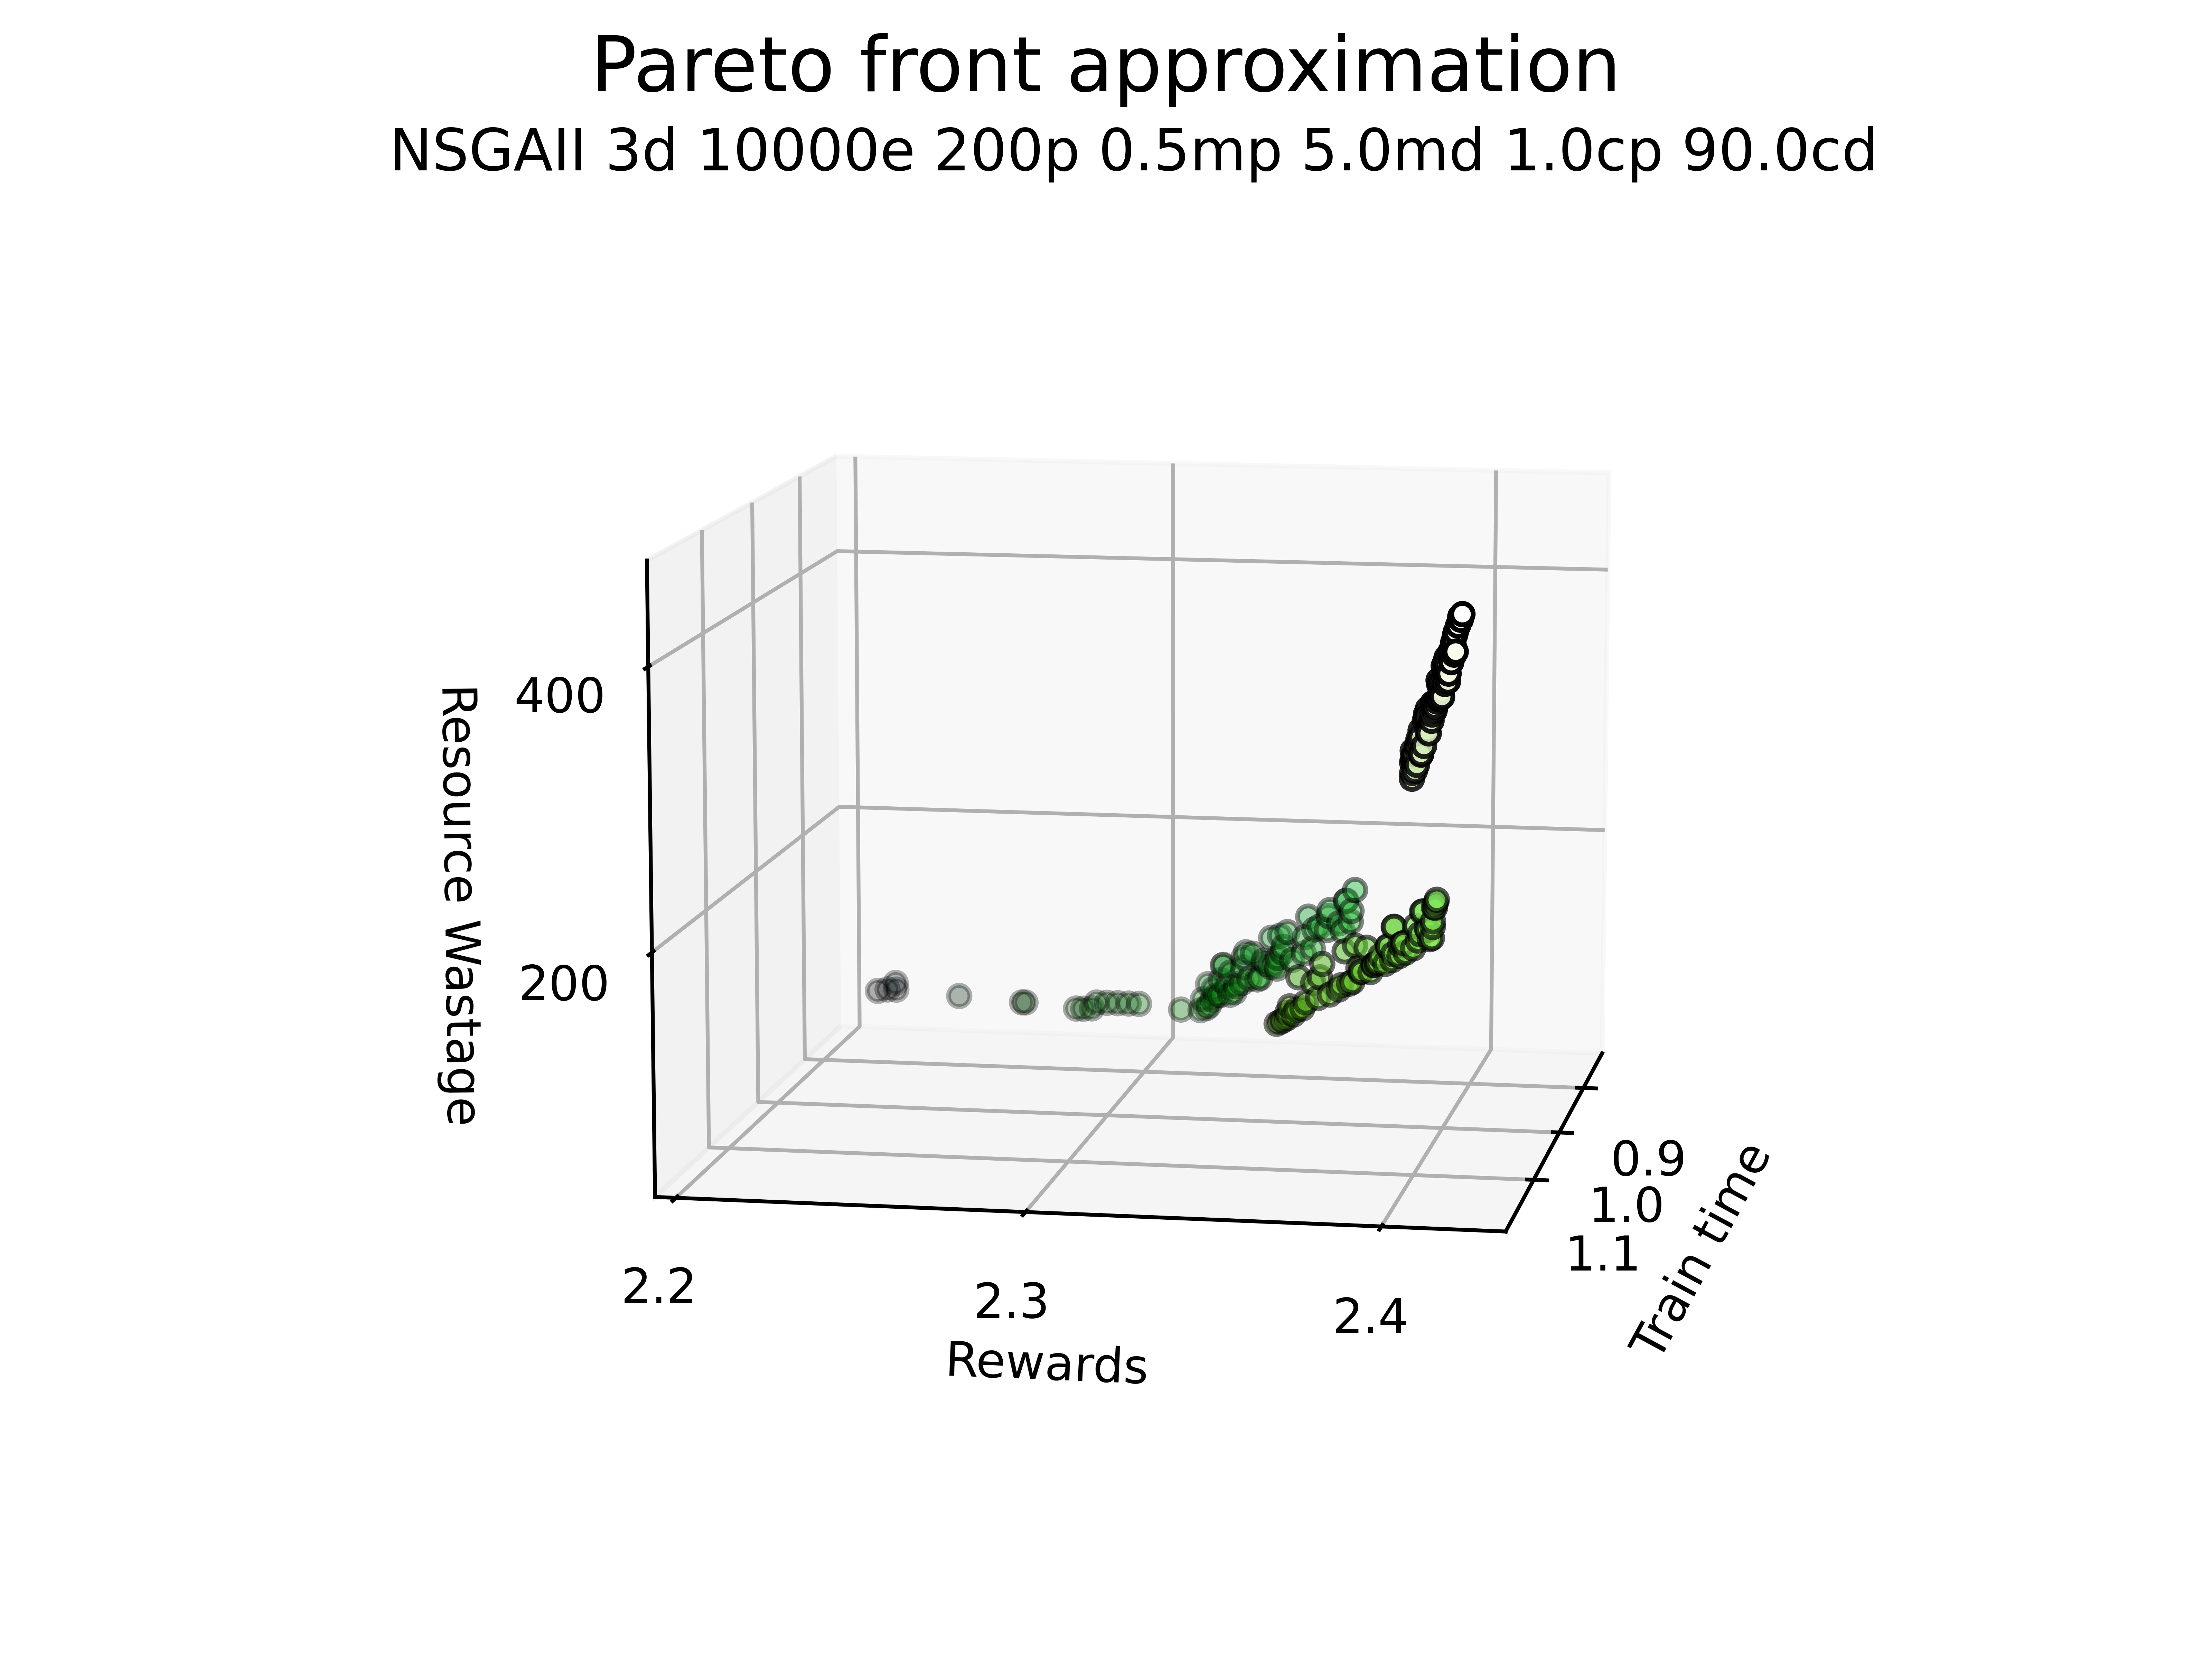 Pareto front approximation
NSGAII 3d 10000e 200p 0.5mp 5.0md 1.0cp 90.0cd
400
200
Resource Wastage
2.2
2.3
2.4
Rewards
0.9
1.0
1.1
Train time